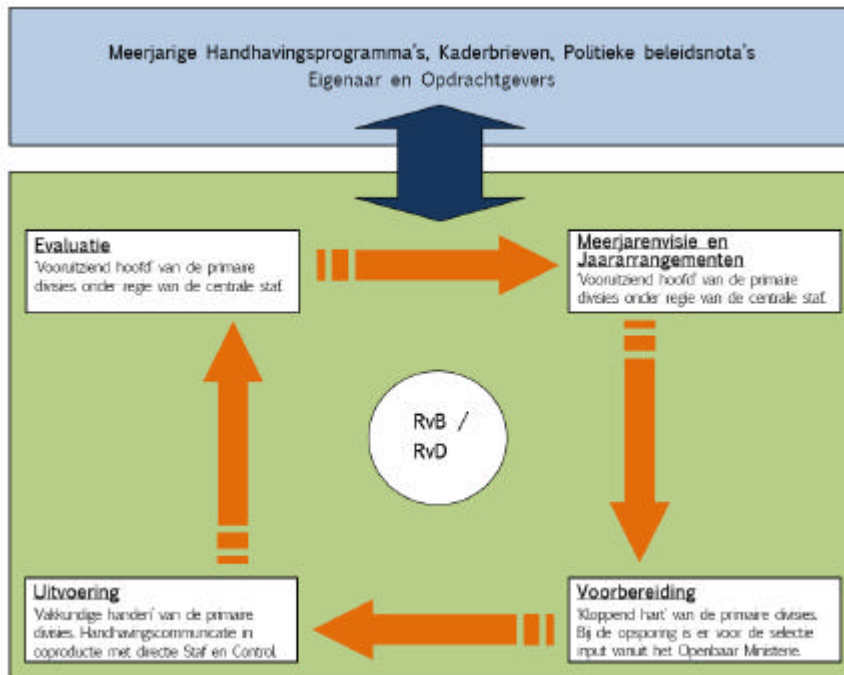 Meerjarige Handhavingsprogramma's, Kaderbrieven, Politieke beleidsnota's
Eigenaar en Opdrachtgevers
Evaluatie
'Vooruitziend hoofd' van de primaire
divisies onder regie van de centrale staf.
Meerjarenvisie en
Jaararrangementen
'Vooruitziend hoofd' van de primaire
divisies onder regie van de centrale staf.
RvB /
RvD
Uitvoering
'Vakkundige handen' van de primaire
divisies. Handhavingscommunicatie in
coproductie met directie Staf en Control.
Voorbereiding
'Kloppend hart' van de primaire divisies.
Bij de opsporing is er voor de selectie
input vanuit het Openbaar Ministerie.